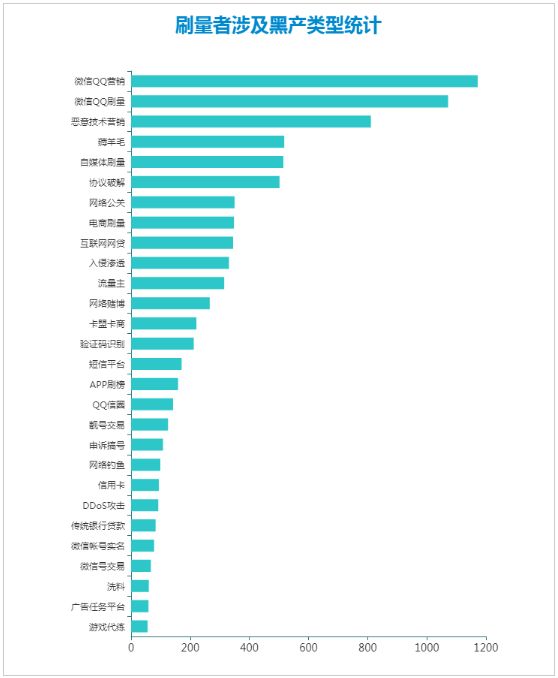 刷量者涉及黑产类型统计
微信QQ营销
微信QQ刷量
恶意技术营销
薅羊毛
自媒体刷量
协议破解
网络公关
电商刷量
互联网网贷
入侵渗透
流量主
网络赌博
卡盟卡商
验证码识别
短信平台
APP刷榜
QQ信圈
靓号交易
申诉搞号
网络钓鱼
信用卡
DDoS攻击
传统银行贷款
微信帐号实名
微信号交易
洗料
广告任务平台
游戏代练
0 200 400 600 800 1000 1200